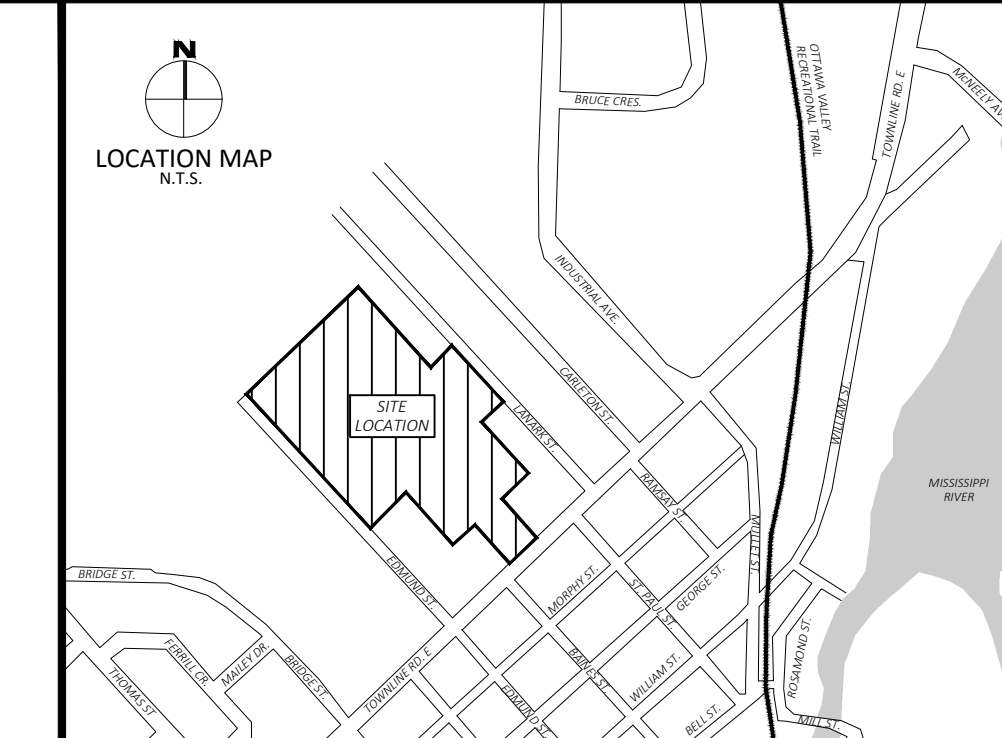 N
LOCATION MAP
N.T.S.
BRUCE CRES.
OTTAWA VALLEY
RECREATIONAL TRAIL
TOWNLINE RD. E
McNEELY AV
INDUSTRIAL AVE.
CARLETON ST.
LANARK ST.
SITE
LOCATION
WILLIAM ST.
MISSISSIPPI
RIVER
RAMSAY ST.
MULLET ST.
EDMUND ST.
MORPHY ST.
ST. PAUL ST.
GEORGE ST.
BRIDGE ST.
FERRILL CR.
MAILEY DR.
BRIDGE ST.
THOMAS ST
TOWNLINE RD. E
BAINES ST.
EDMUND ST.
WILLIAM ST.
ROSAMOND ST.
BELL ST.
MILL ST.